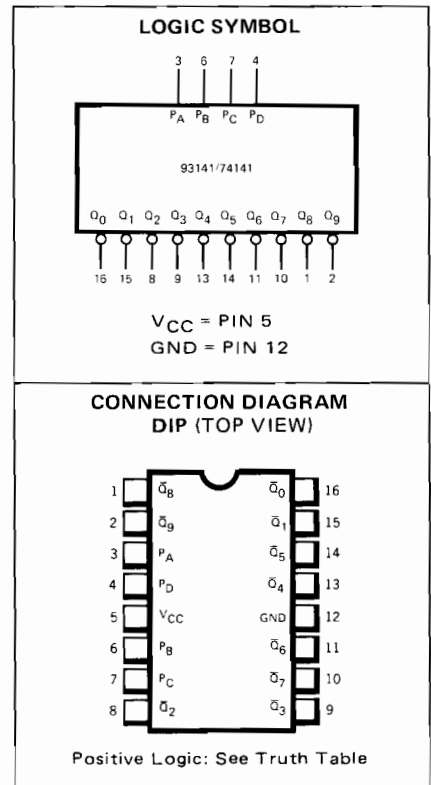 LOGIC SYMBOL
3 6 7 4
PA PB PC PD
93141/74141
Q0 Q1 Q2 Q3 Q4 Q5 Q6 Q7 Q8 Q9
16 15 8 9 13 14 11 10 1 2
VCC = PIN 5
GND = PIN 12
CONNECTION DIAGRAM
DIP (TOP VIEW)
1 Q̅8 Q̅0 16
2 Q̅9 Q̅1 15
3 PA Q̅5 14
4 PD Q̅4 13
5 VCC GND 12
6 PB Q̅6 11
7 PC Q̅7 10
8 Q̅2 Q̅3 9
Positive Logic: See Truth Table